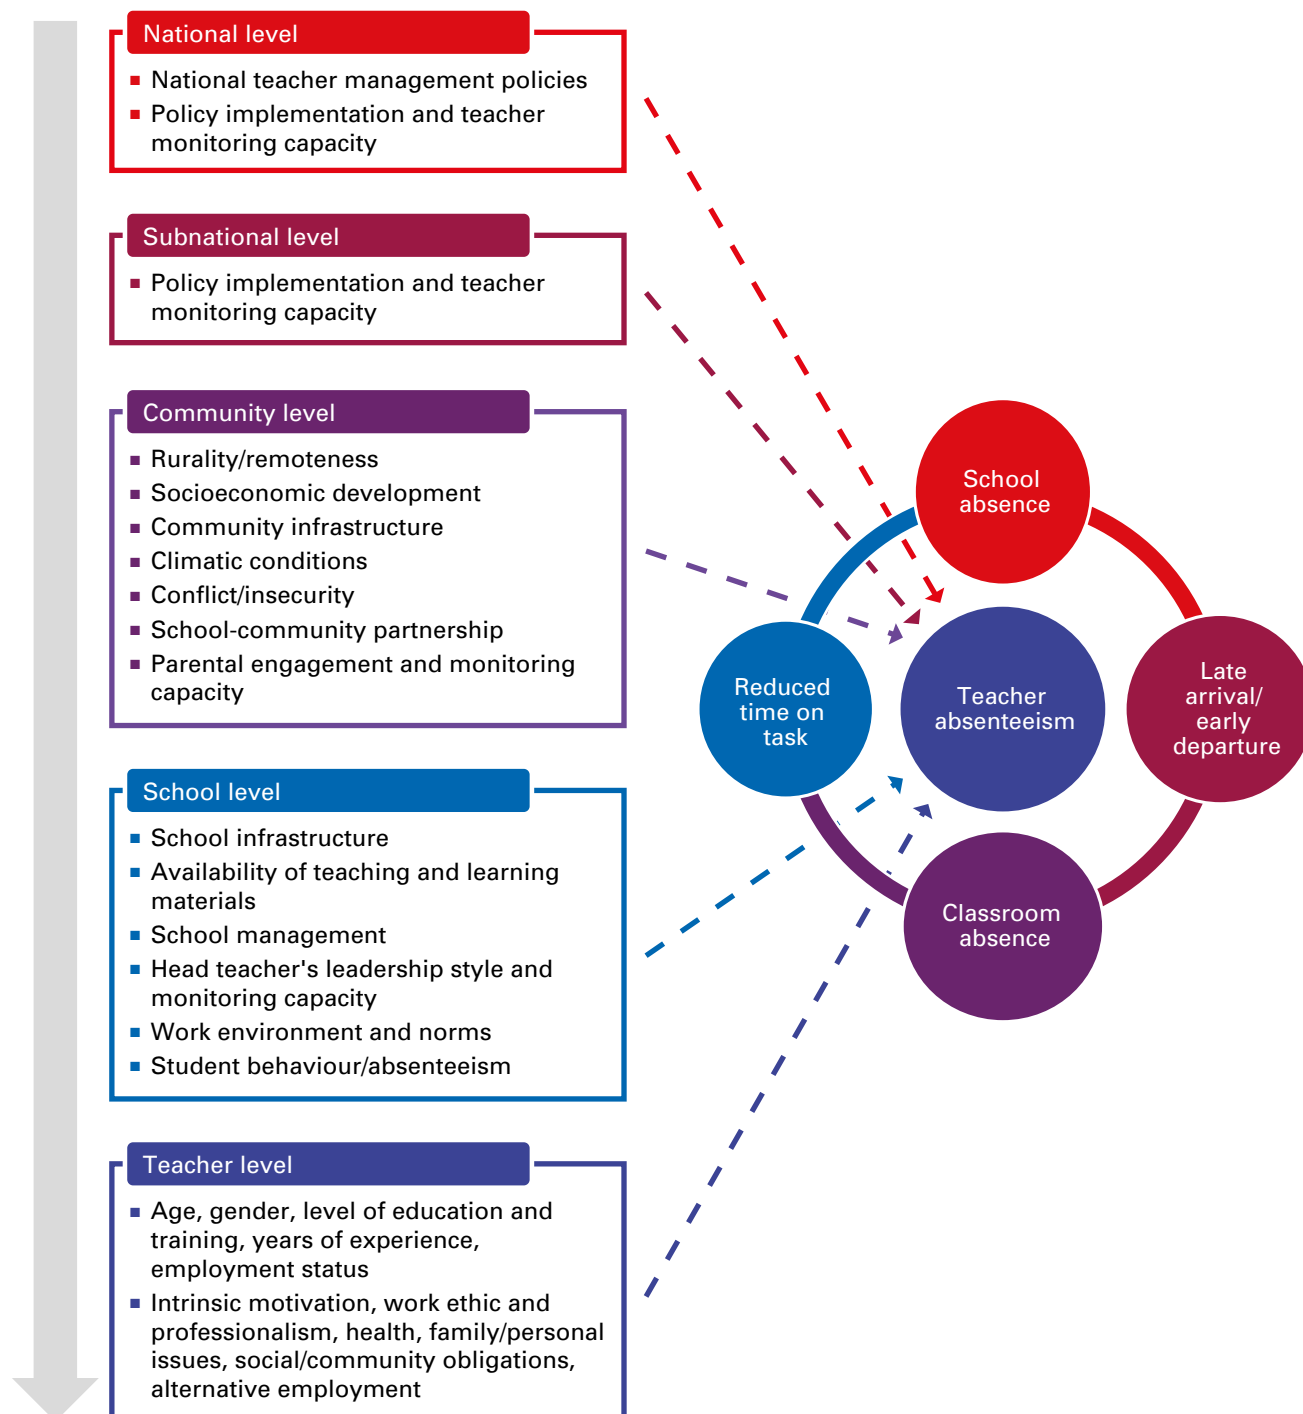 National level
National teacher management policies
Policy implementation and teacher
monitoring capacity
Subnational level
Policy implementation and teacher
monitoring capacity
Community level
Rurality/remoteness
Socioeconomic development
Community infrastructure
Climatic conditions
Conflict/insecurity
School-community partnership
Parental engagement and monitoring
capacity
School level
School infrastructure
Availability of teaching and learning
materials
School management
Head teacher's leadership style and
monitoring capacity
Work environment and norms
Student behaviour/absenteeism
Teacher level
Age, gender, level of education and
training, years of experience,
employment status
Intrinsic motivation, work ethic and
professionalism, health, family/personal
issues, social/community obligations,
alternative employment
School
absence
Reduced
time on
task
Teacher
absenteeism
Late
arrival/
early
departure
Classroom
absence